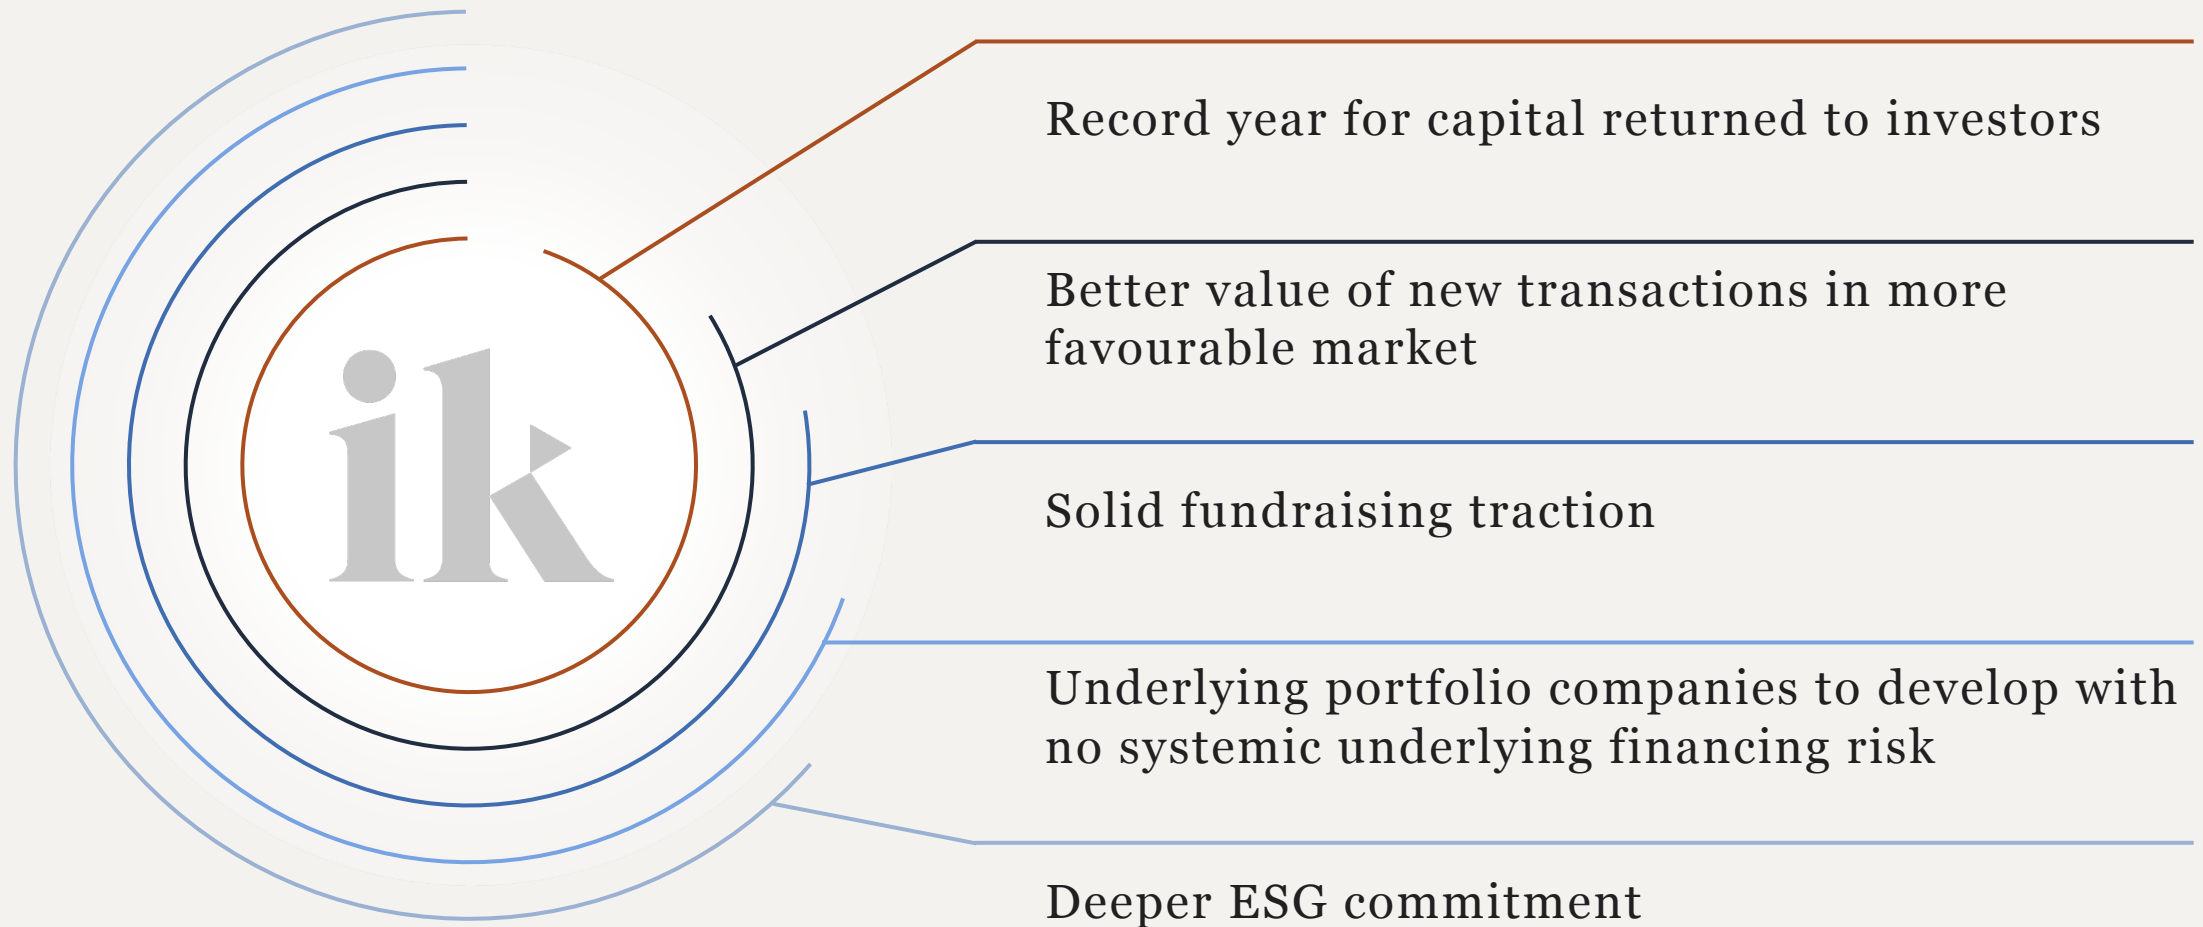 ik
Record year for capital returned to investors
Better value of new transactions in more
favourable market
Solid fundraising traction
Underlying portfolio companies to develop with
no systemic underlying financing risk
Deeper ESG commitment